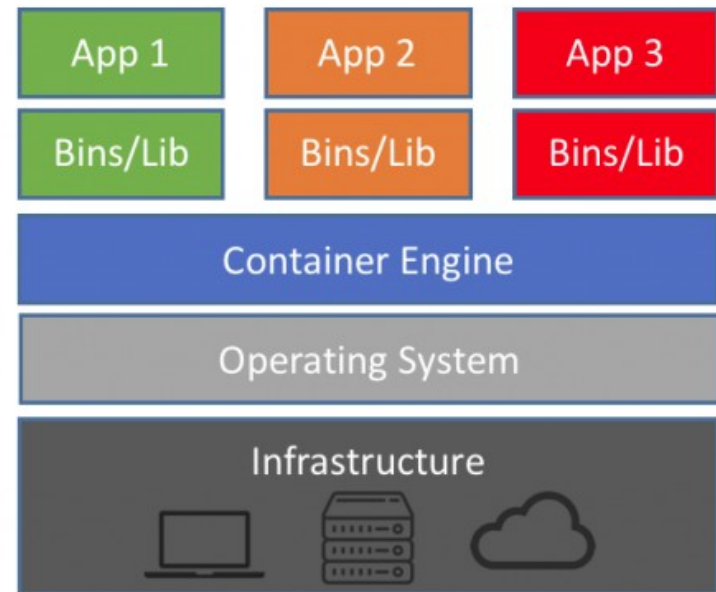 App 1
App 2
App 3
Bins/Lib
Bins/Lib
Bins/Lib
Container Engine
Operating System
Infrastructure